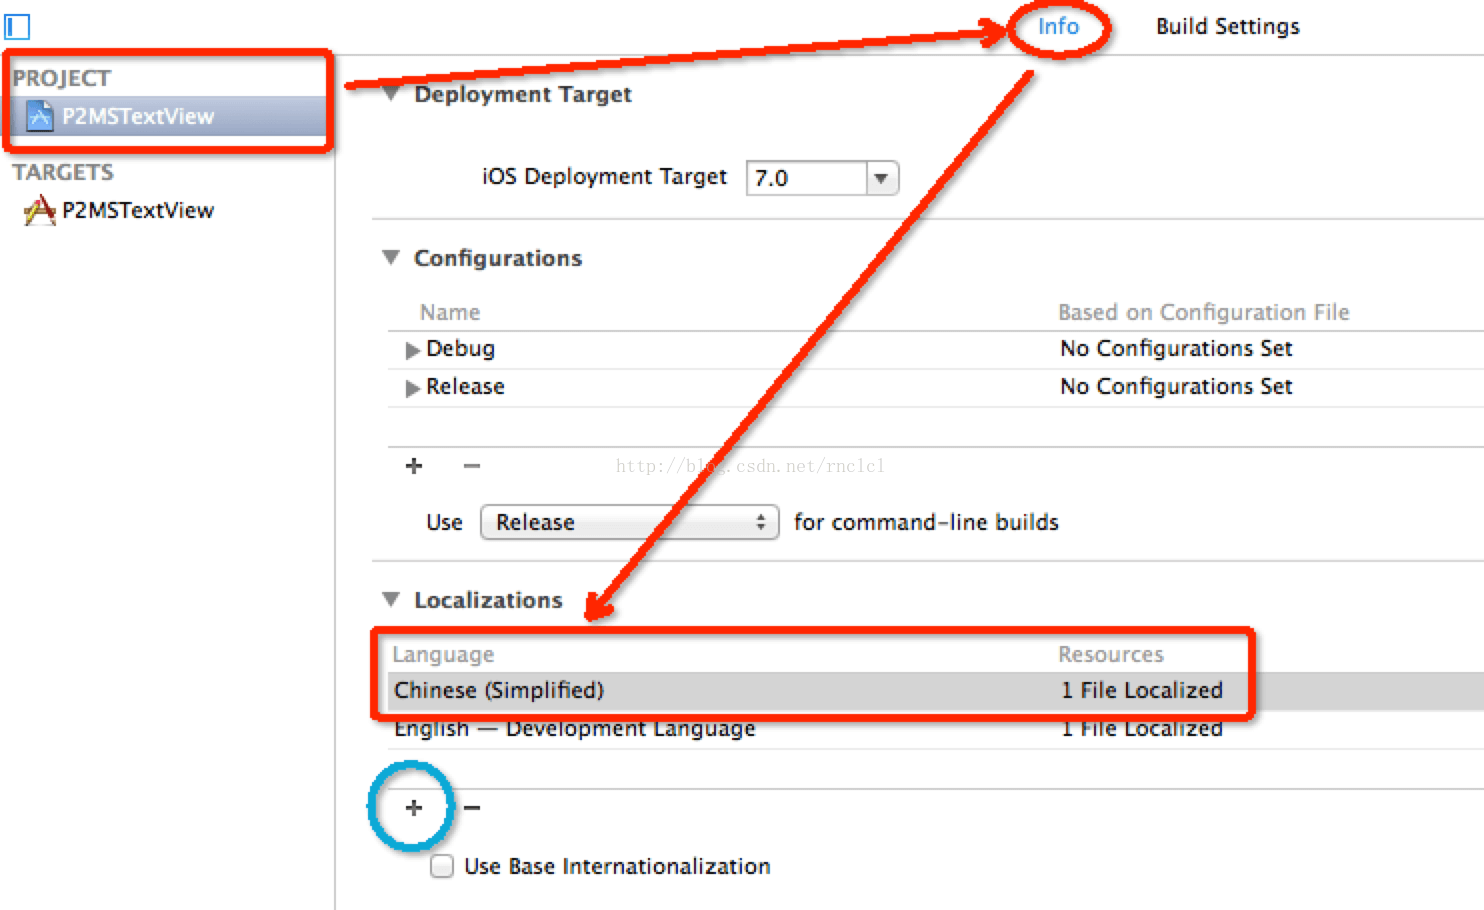 Info Build Settings
PROJECT
P2MSTextView
TARGETS
P2MSTextView
Deployment Target
iOS Deployment Target 7.0
Configurations
Name Based on Configuration File
Debug No Configurations Set
Release No Configurations Set
+ −
http://blog.csdn.net/rnclcl
Use Release for command-line builds
Localizations
Language Resources
Chinese (Simplified) 1 File Localized
English — Development Language 1 File Localized
+ −
Use Base Internationalization